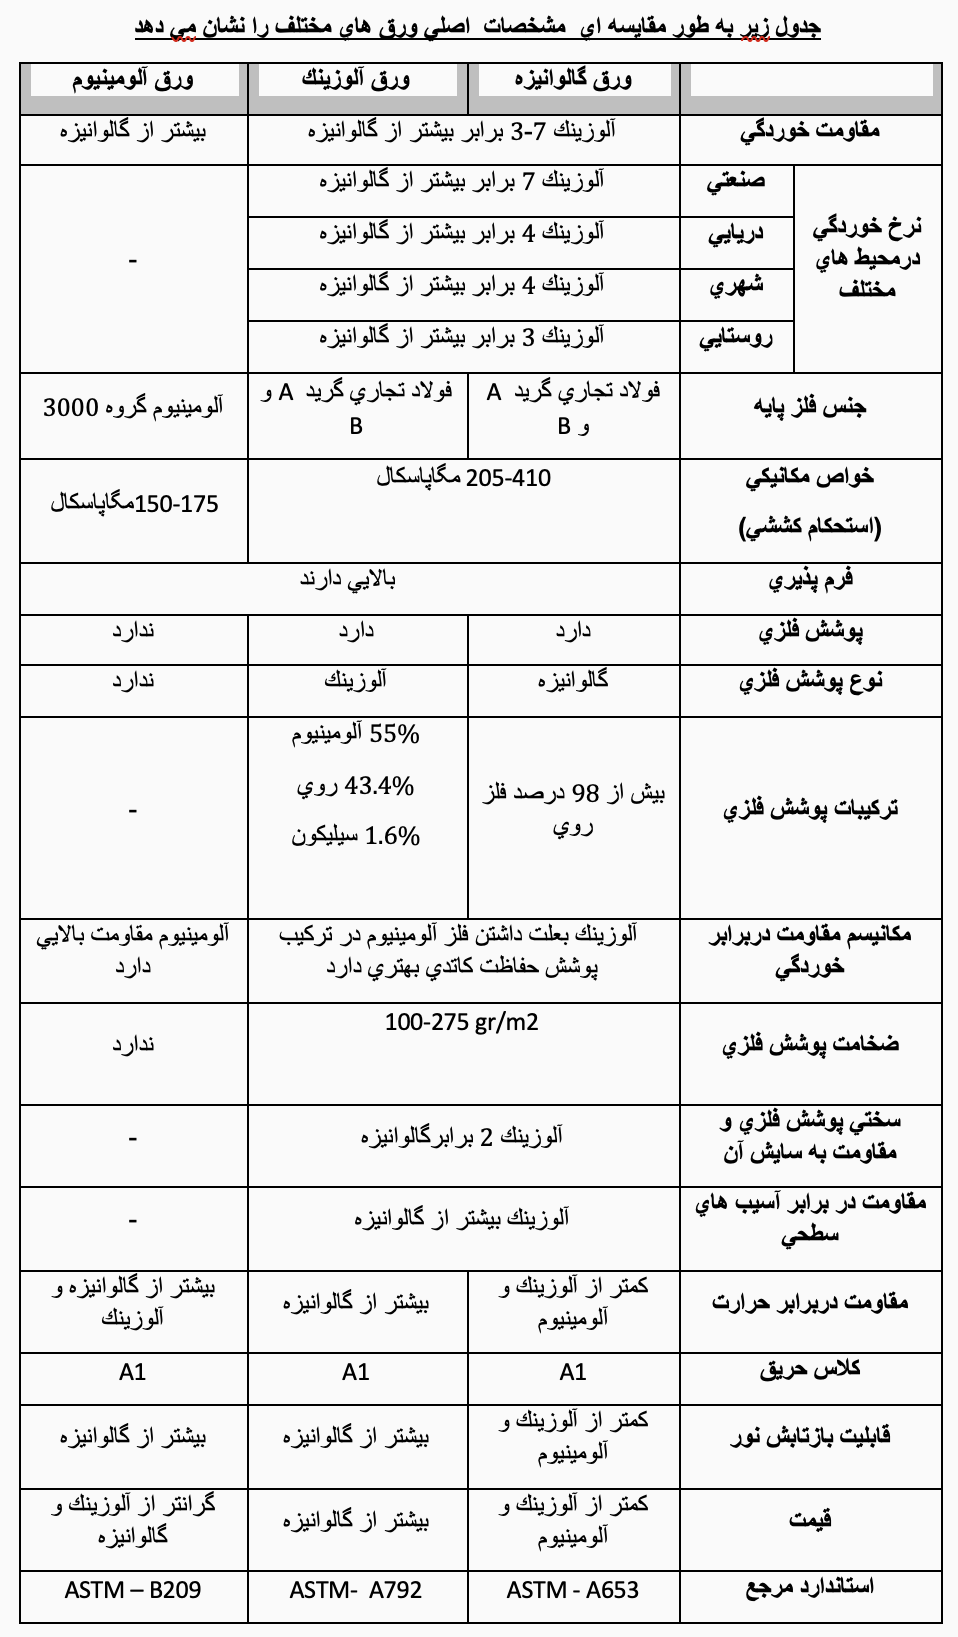 جدول زير به طور مقايسه اي مشخصات اصلي ورق هاي مختلف را نشان مي دهد
ورق گالوانيزه
ورق آلوزينك
ورق آلومينيوم
مقاومت خوردگي
آلوزينك 7-3 برابر بيشتر از گالوانيزه
بيشتر از گالوانيزه
نرخ خوردگي
درمحيط هاي
مختلف
صنعتي
آلوزينك 7 برابر بيشتر از گالوانيزه
-
دريايي
آلوزينك 4 برابر بيشتر از گالوانيزه
شهري
آلوزينك 4 برابر بيشتر از گالوانيزه
روستايي
آلوزينك 3 برابر بيشتر از گالوانيزه
جنس فلز پايه
فولاد تجاري گريد A
و B
فولاد تجاري گريد A و
B
آلومينيوم گروه 3000
خواص مكانيكي
(استحكام كششي)
205-410 مگاپاسكال
150-175مگاپاسكال
فرم پذيري
بالايي دارند
پوشش فلزي
دارد
دارد
ندارد
نوع پوشش فلزي
گالوانيزه
آلوزينك
ندارد
تركيبات پوشش فلزي
بيش از 98 درصد فلز
روي
55% آلومينيوم
43.4% روي
1.6% سيليكون
-
مكانيسم مقاومت دربرابر
خوردگي
آلوزينك بعلت داشتن فلز آلومينيوم در تركيب
پوشش حفاظت كاتدي بهتري دارد
آلومينيوم مقاومت بالايي
دارد
ضخامت پوشش فلزي
100-275 gr/m2
ندارد
سختي پوشش فلزي و
مقاومت به سايش آن
آلوزينك 2 برابرگالوانيزه
-
مقاومت در برابر آسيب هاي
سطحي
آلوزينك بيشتر از گالوانيزه
-
مقاومت دربرابر حرارت
كمتر از آلوزينك و
آلومينيوم
بيشتر از گالوانيزه
بيشتر از گالوانيزه و
آلوزينك
كلاس حريق
A1
A1
A1
قابليت بازتابش نور
كمتر از آلوزينك و
آلومينيوم
بيشتر از گالوانيزه
بيشتر از گالوانيزه
قيمت
كمتر از آلوزينك و
آلومينيوم
بيشتر از گالوانيزه
گرانتر از آلوزينك و
گالوانيزه
استاندارد مرجع
ASTM - A653
ASTM- A792
ASTM – B209